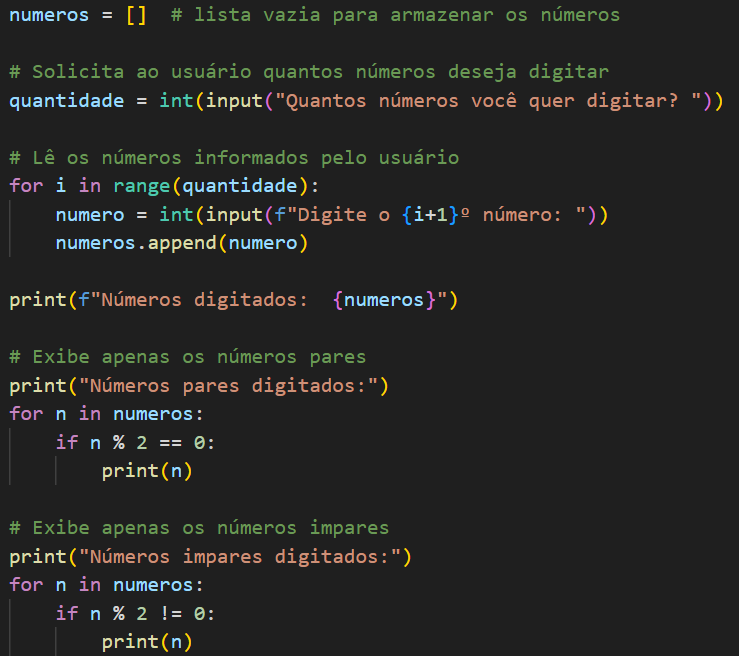 numeros = []  # lista vazia para armazenar os números
# Solicita ao usuário quantos números deseja digitar
quantidade = int(input("Quantos números você quer digitar? "))
# Lê os números informados pelo usuário
for i in range(quantidade):
    numero = int(input(f"Digite o {i+1}º número: "))
    numeros.append(numero)
print(f"Números digitados:  {numeros}")
# Exibe apenas os números pares
print("Números pares digitados:")
for n in numeros:
    if n % 2 == 0:
        print(n)
# Exibe apenas os números impares
print("Números impares digitados:")
for n in numeros:
    if n % 2 != 0:
        print(n)